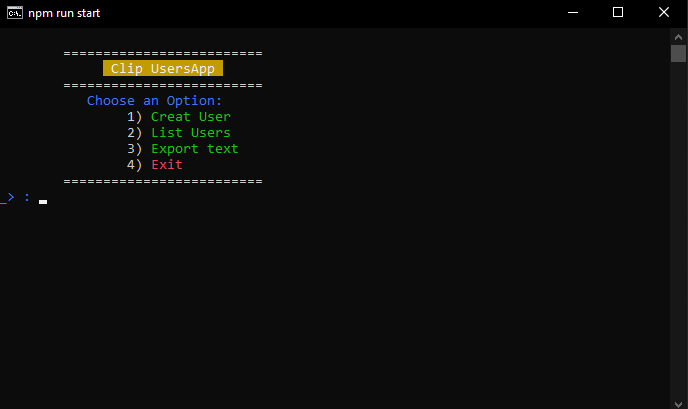 npm run start
=========================
Clip UsersApp
=========================
Choose an Option:
1) Creat User
2) List Users
3) Export text
4) Exit
=========================
_> :